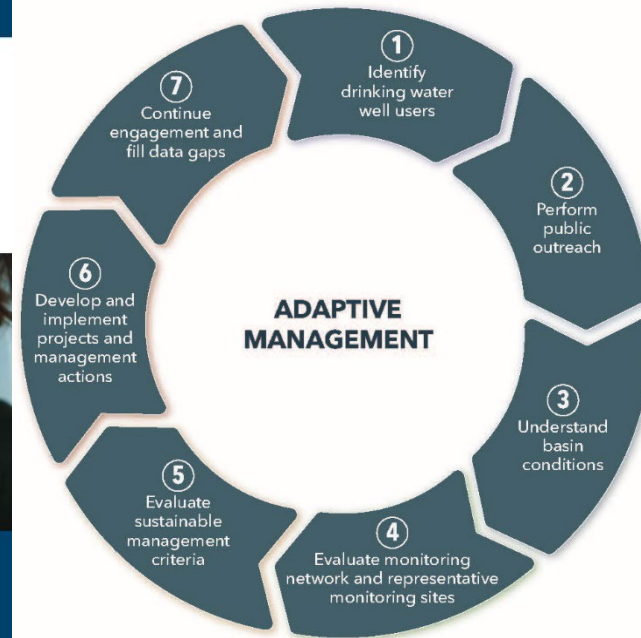 1
Identify
drinking water
well users
2
Perform
public
outreach
3
Understand
basin
conditions
4
Evaluate monitoring
network and representative
monitoring sites
5
Evaluate
sustainable
management
criteria
6
Develop and
implement
projects and
management
actions
7
Continue
engagement and
fill data gaps
ADAPTIVE
MANAGEMENT